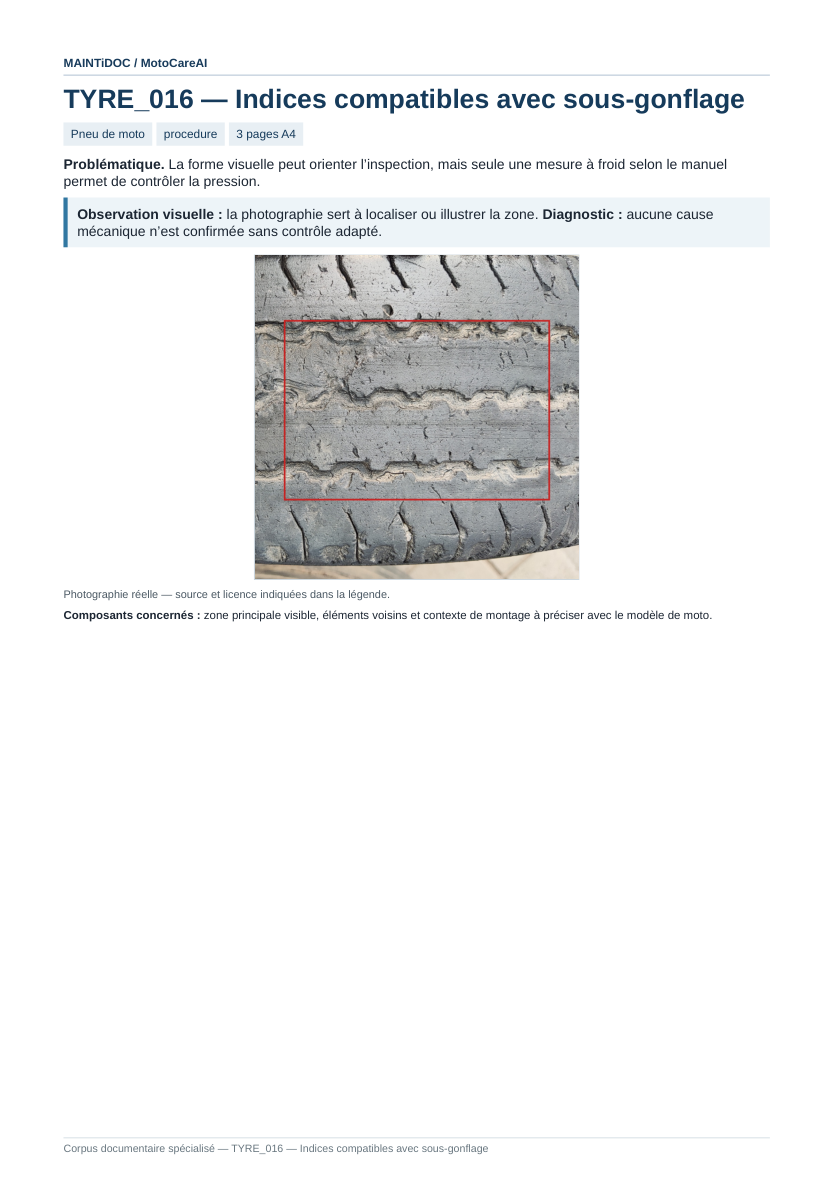 MAINTiDOC / MotoCareAI
TYRE_016 — Indices compatibles avec sous-gonflage
Pneu de moto procedure 3 pages A4
Problématique. La forme visuelle peut orienter l’inspection, mais seule une mesure à froid selon le manuel
permet de contrôler la pression.
Observation visuelle : la photographie sert à localiser ou illustrer la zone. Diagnostic : aucune cause
mécanique n’est confirmée sans contrôle adapté.
Photographie réelle — source et licence indiquées dans la légende.
Composants concernés : zone principale visible, éléments voisins et contexte de montage à préciser avec le modèle de moto.
Corpus documentaire spécialisé — TYRE_016 — Indices compatibles avec sous-gonflage